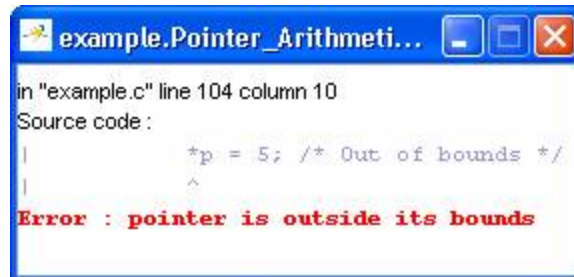 example.Pointer_Arithmeti...
in "example.c" line 104 column 10
Source code :
| *p = 5; /* Out of bounds */
| ^
Error : pointer is outside its bounds